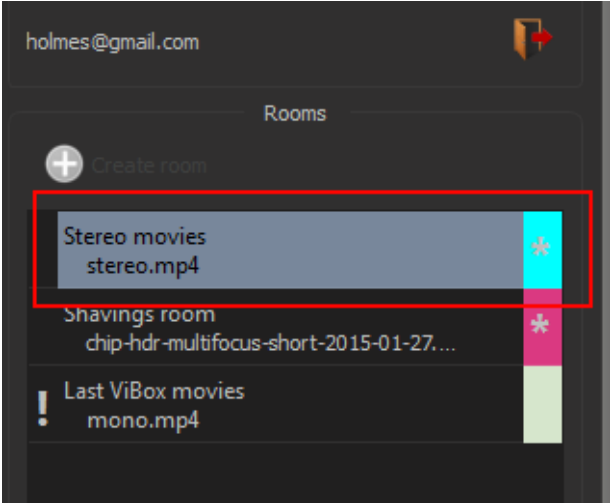 holmes@gmail.com
Rooms
Create room
Stereo movies
stereo.mp4
*
Shavings room
chip-hdr-multifocus-short-2015-01-27....
*
Last ViBox movies
! mono.mp4